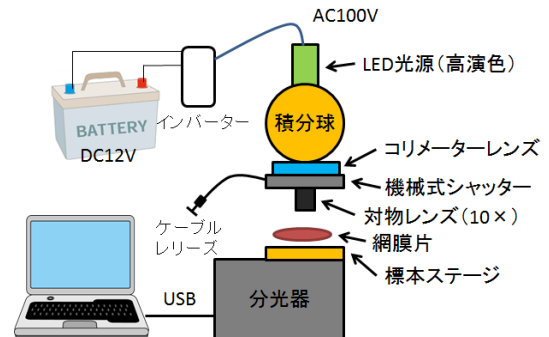 AC100V
LED光源(高演色)
積分球
BATTERY
インバーター
DC12V
コリメーターレンズ
機械式シャッター
対物レンズ(10×)
ケーブル
レリーズ
網膜片
標本ステージ
USB
分光器